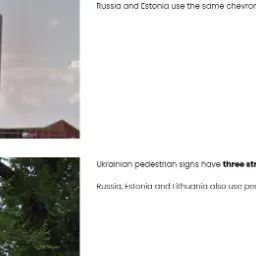 Russia and Estonia use the same chevron
Ukrainian pedestrian signs have three str
Russia, Estonia and Lithuania also use pe